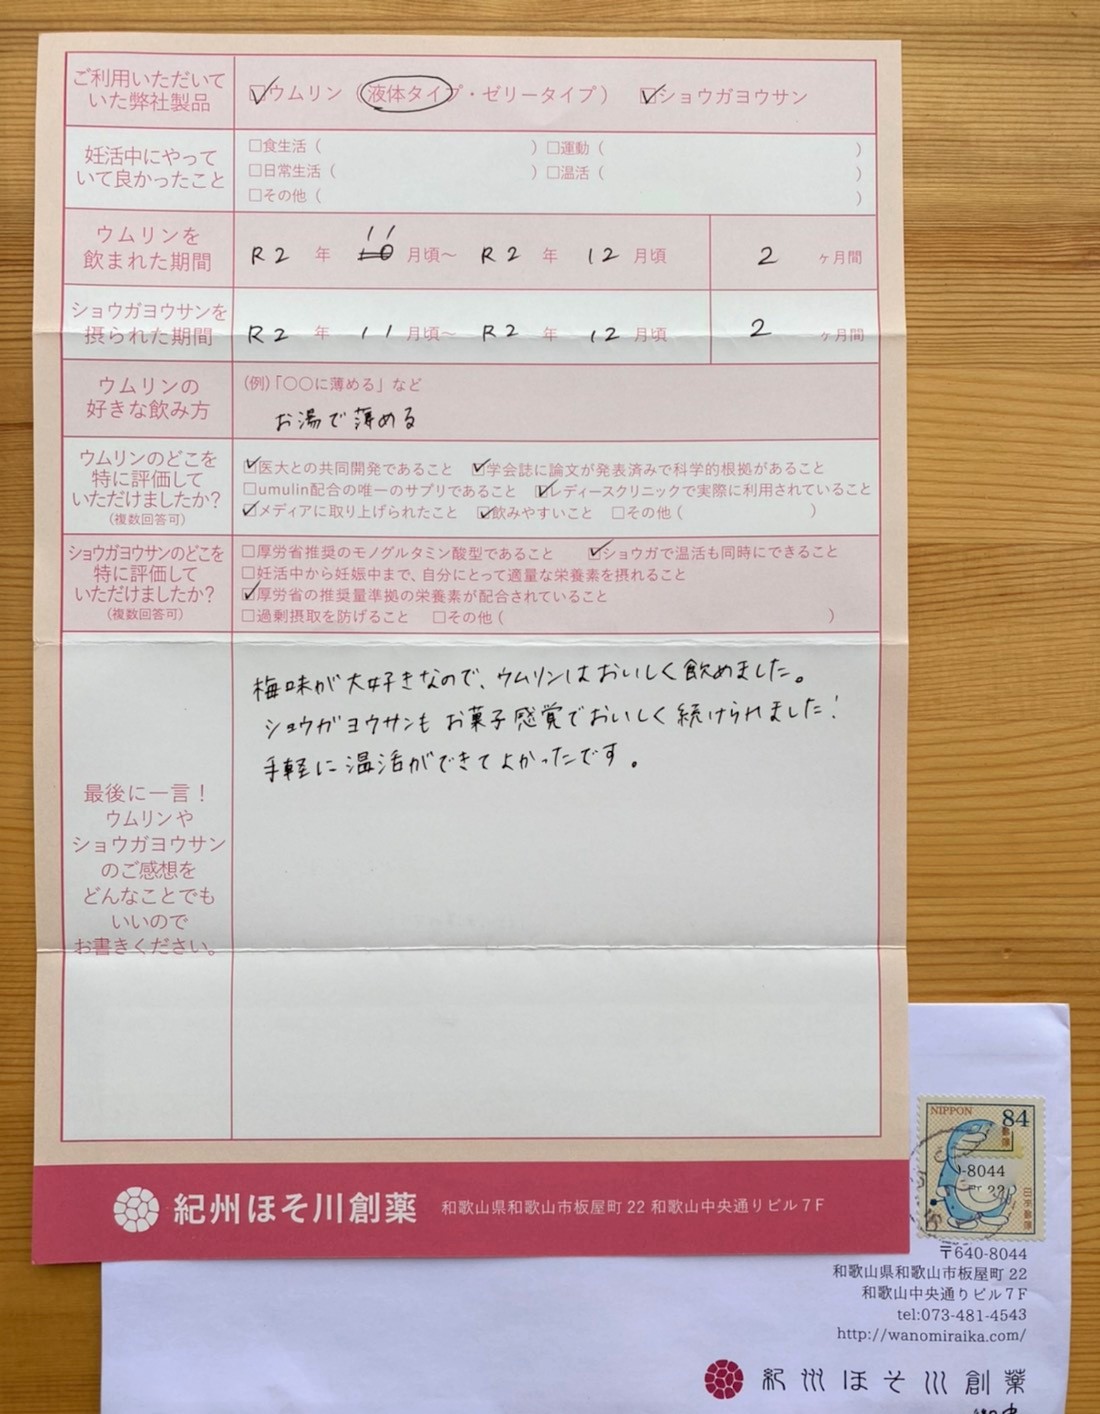 ご利用いただいて
いた弊社製品
☑ウムリン（液体タイプ・ゼリータイプ） ☑ショウガヨウサン
妊活中にやって
いて良かったこと
□食生活（ ）□運動（ ）
□日常生活（ ）□温活（ ）
□その他（ ）
ウムリンを
飲まれた期間
R2 年 10 11 月頃～ R2 年 12 月頃 2 ヶ月間
ショウガヨウサンを
摂られた期間
R2 年 11 月頃～ R2 年 12 月頃 2 ヶ月間
ウムリンの
好きな飲み方
（例）「〇〇に薄める」など
お湯で薄める
ウムリンのどこを
特に評価して
いただけましたか？
（複数回答可）
☑医大との共同開発であること ☑学会誌に論文が発表済みで科学的根拠があること
□umulin配合の唯一のサプリであること ☑レディースクリニックで実際に利用されていること
☑メディアに取り上げられたこと ☑飲みやすいこと □その他（ ）
ショウガヨウサンのどこを
特に評価して
いただけましたか？
（複数回答可）
□厚労省推奨のモノグルタミン酸型であること ☑ショウガで温活も同時にできること
□妊活中から妊娠中まで、自分にとって適量な栄養素を摂れること
☑厚労省の推奨量準拠の栄養素が配合されていること
□過剰摂取を防げること □その他（ ）
最後に一言！
ウムリンや
ショウガヨウサン
のご感想を
どんなことでも
いいので
お書きください。
梅味が大好きなので、ウムリンはおいしく飲めました。
ショウガヨウサンもお菓子感覚でおいしく続けられました！
手軽に温活ができてよかったです。
紀州ほそ川創薬 和歌山県和歌山市板屋町22 和歌山中央通りビル7F
NIPPON 84
郵便
-8044
日本郵便
〒640-8044
和歌山県和歌山市板屋町22
和歌山中央通りビル7F
tel:073-481-4543
http://wanomiraika.com/
紀州ほそ川創薬